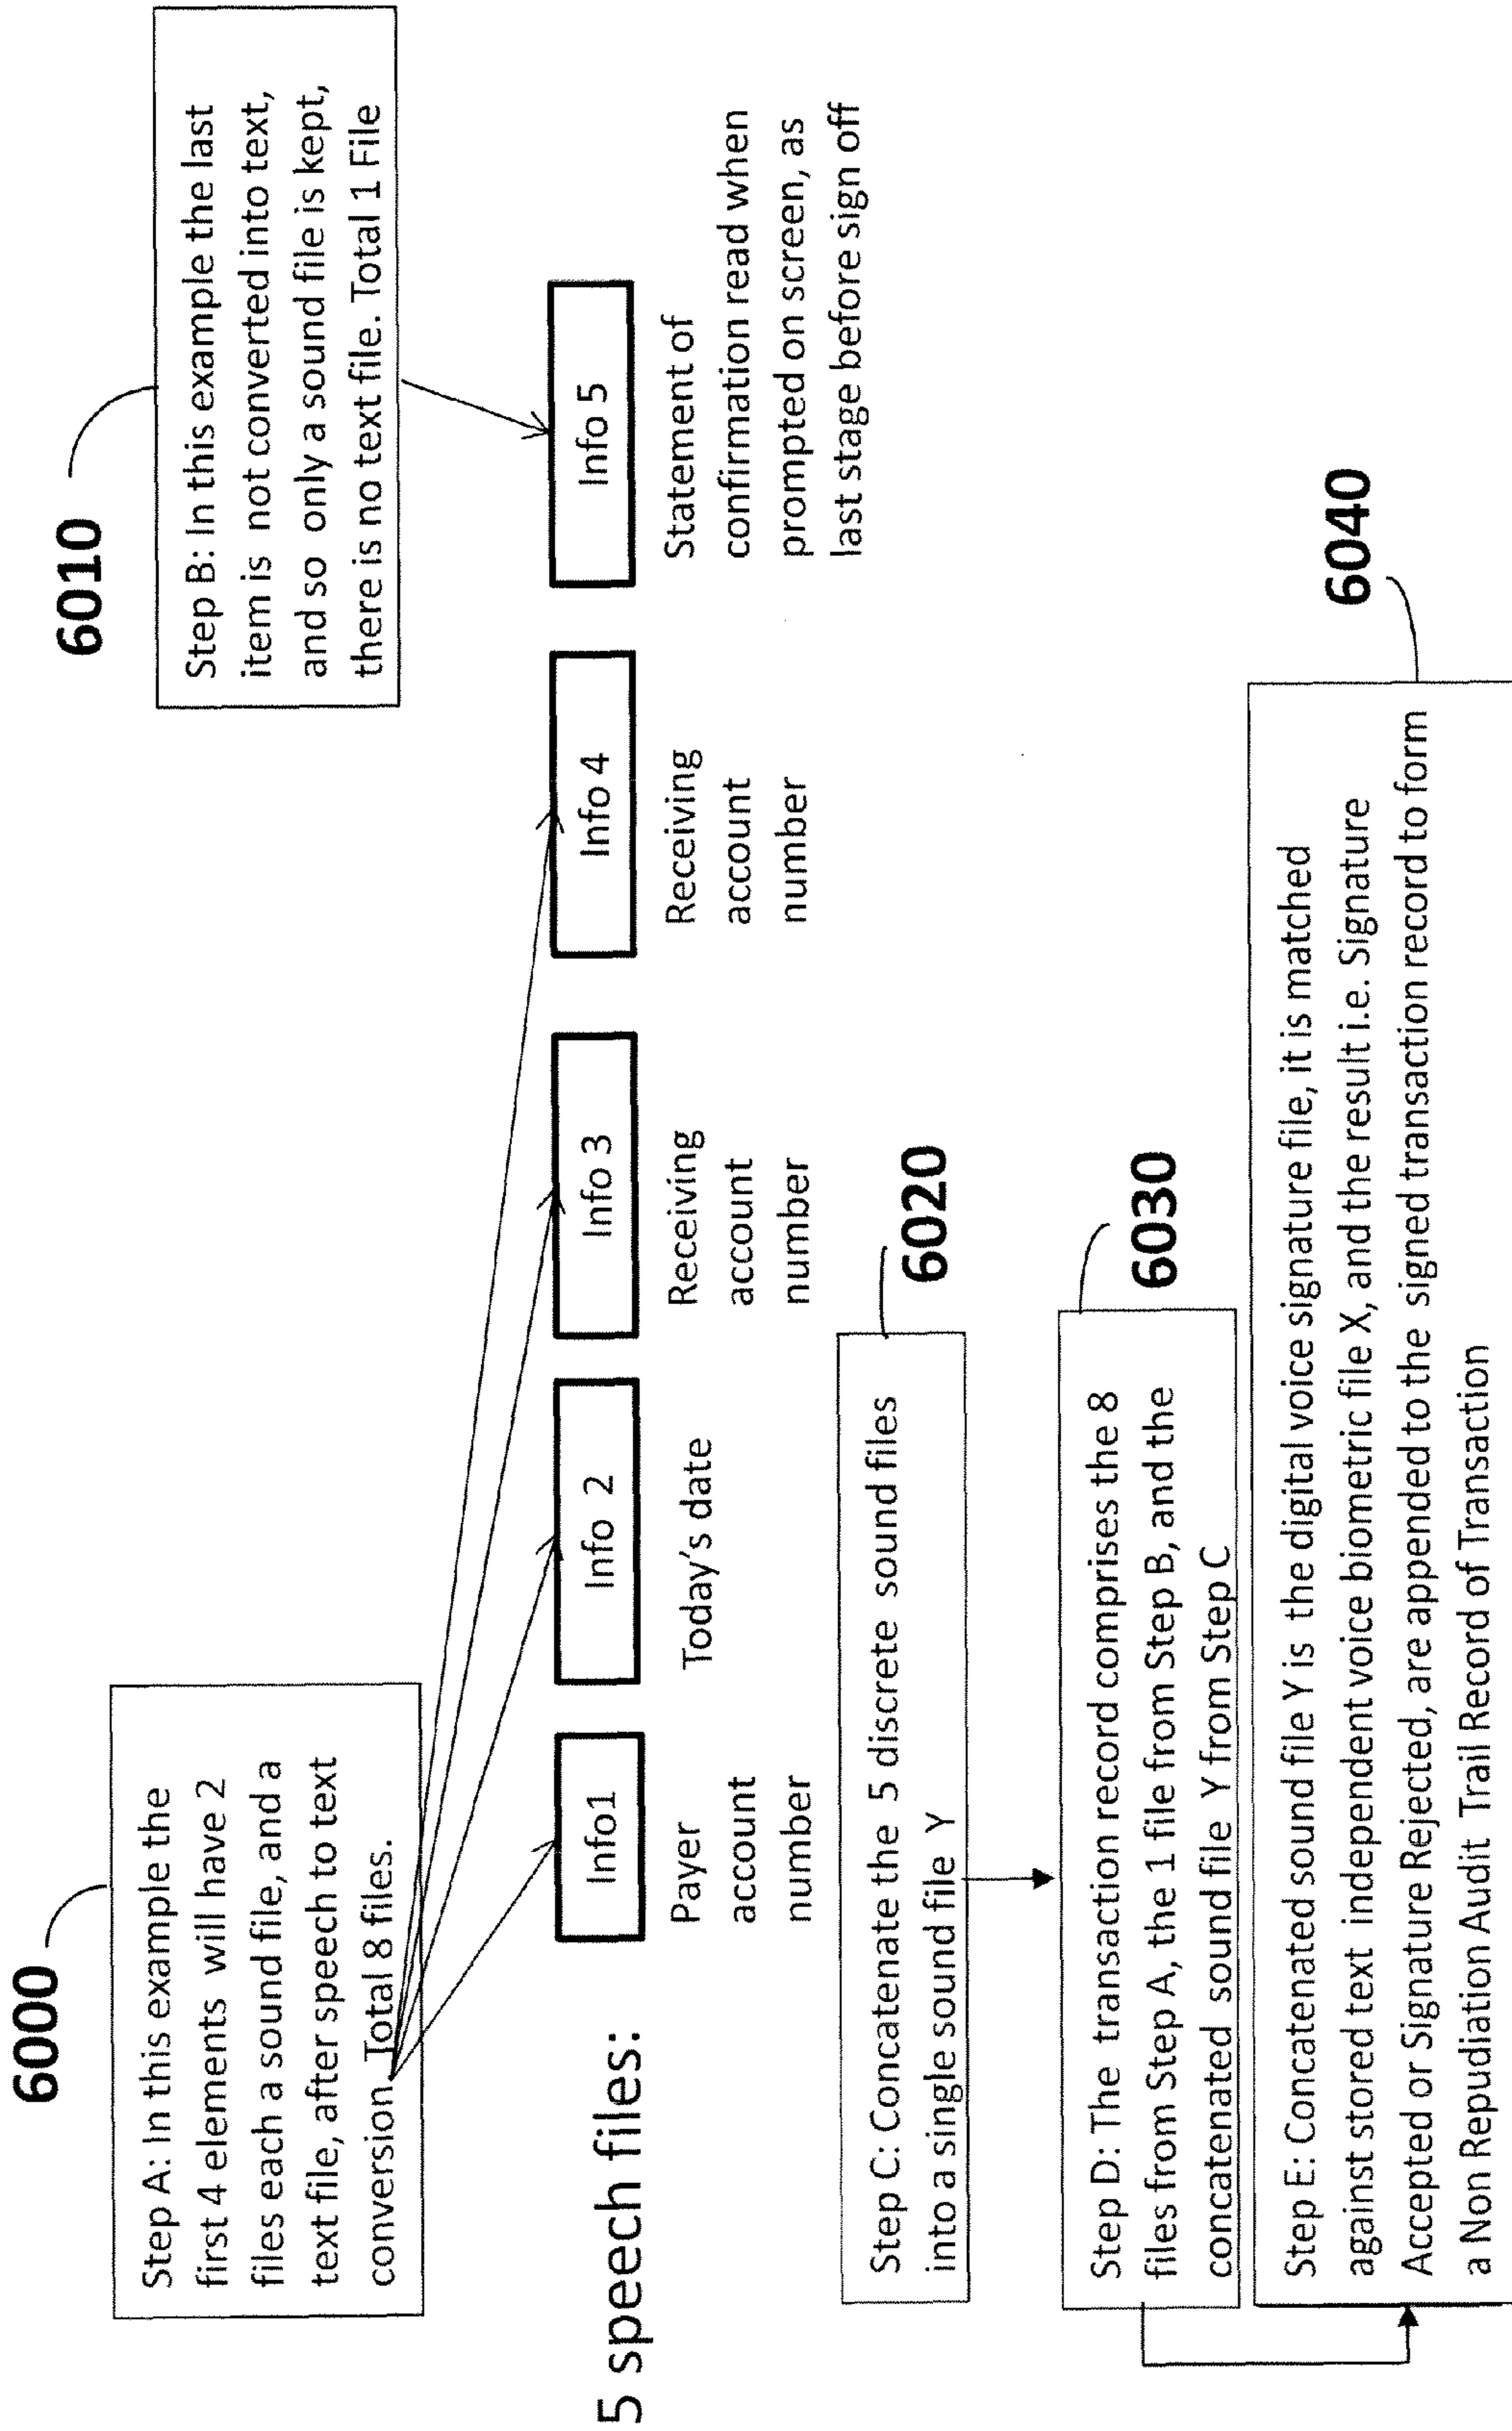 6000
Step A: In this example the
first 4 elements will have 2
files each a sound file, and a
text file, after speech to text
conversion. Total 8 files.
6010
Step B: In this example the last
item is not converted into text,
and so only a sound file is kept,
there is no text file. Total 1 File
5 speech files:
Info1
Payer
account
number
Info 2
Today's date
Info 3
Receiving
account
number
Info 4
Receiving
account
number
Info 5
Statement of
confirmation read when
prompted on screen, as
last stage before sign off
Step C: Concatenate the 5 discrete sound files
into a single sound file Y
6020
Step D: The transaction record comprises the 8
files from Step A, the 1 file from Step B, and the
concatenated sound file Y from Step C
6030
6040
Step E: Concatenated sound file Y is the digital voice signature file, it is matched
against stored text independent voice biometric file X, and the result i.e. Signature
Accepted or Signature Rejected, are appended to the signed transaction record to form
a Non Repudiation Audit Trail Record of Transaction